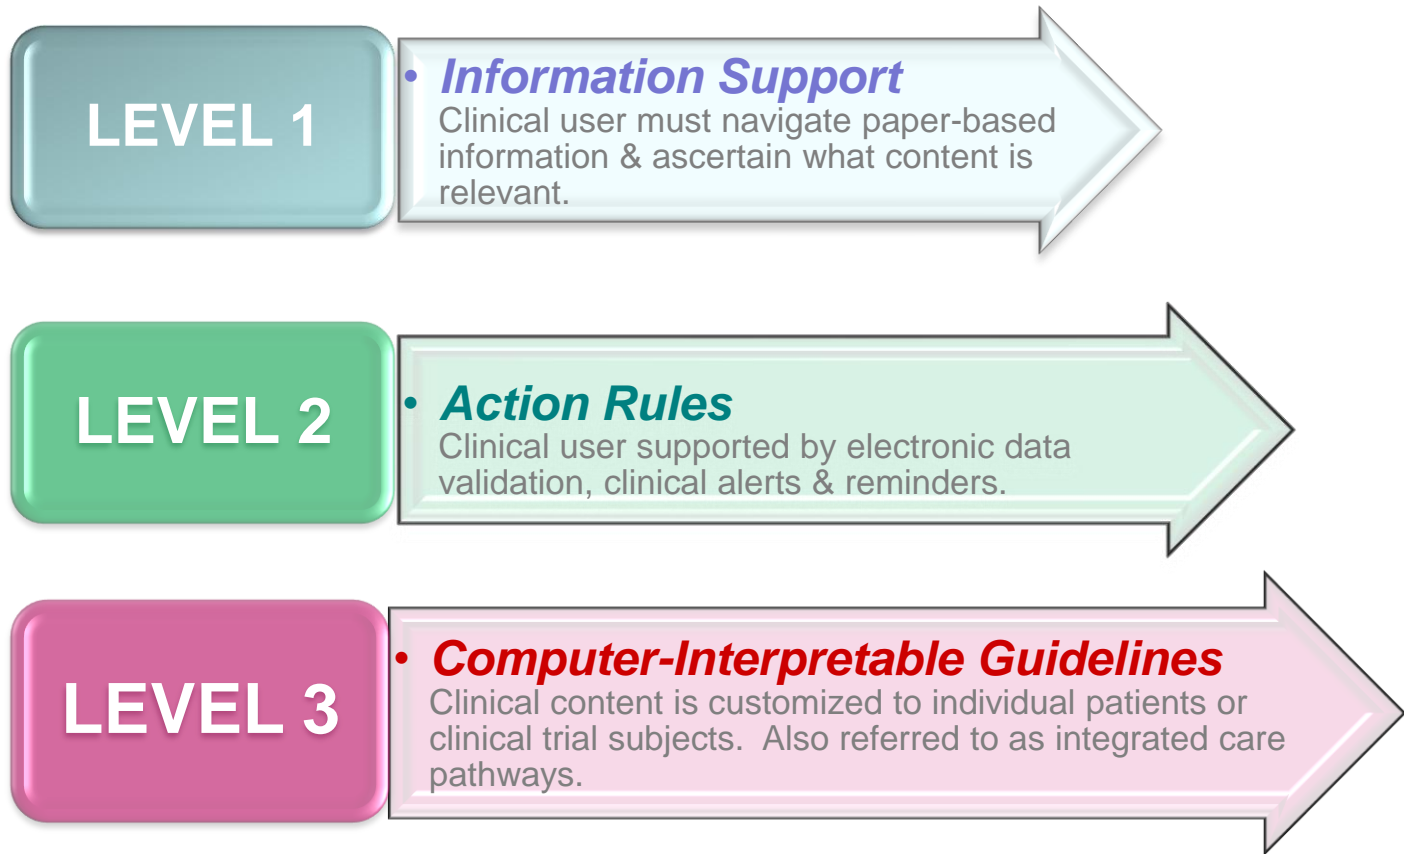 LEVEL 1
• Information Support
Clinical user must navigate paper-based
information & ascertain what content is
relevant.
LEVEL 2
• Action Rules
Clinical user supported by electronic data
validation, clinical alerts & reminders.
LEVEL 3
• Computer-Interpretable Guidelines
Clinical content is customized to individual patients or
clinical trial subjects.  Also referred to as integrated care
pathways.